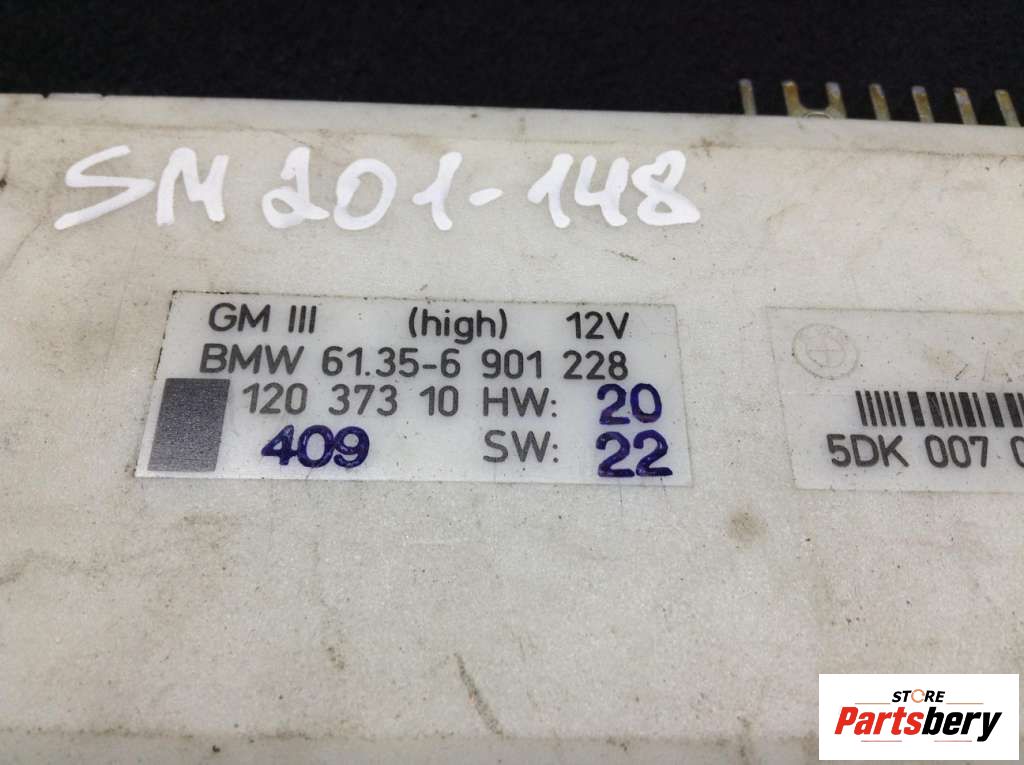 SM 201-148
GM III (high) 12V
BMW 61.35-6 901 228
120 373 10 HW: 20
409 SW: 22
5DK 007
STORE
Partsbery